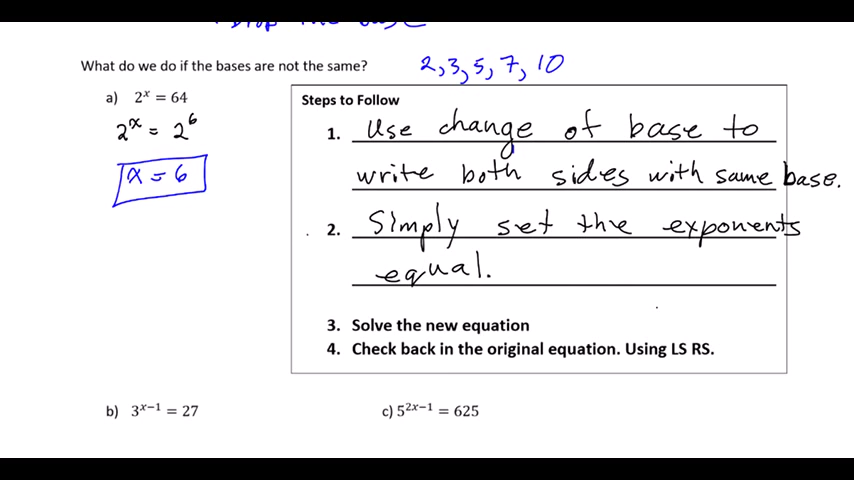 Drop the base
What do we do if the bases are not the same? 2, 3, 5, 7, 10
a) 2^x = 64
2^x = 2^6
x = 6
Steps to Follow
1. Use change of base to
write both sides with same base.
2. Simply set the exponents
equal.
3. Solve the new equation
4. Check back in the original equation. Using LS RS.
b) 3^{x−1} = 27 c) 5^{2x−1} = 625